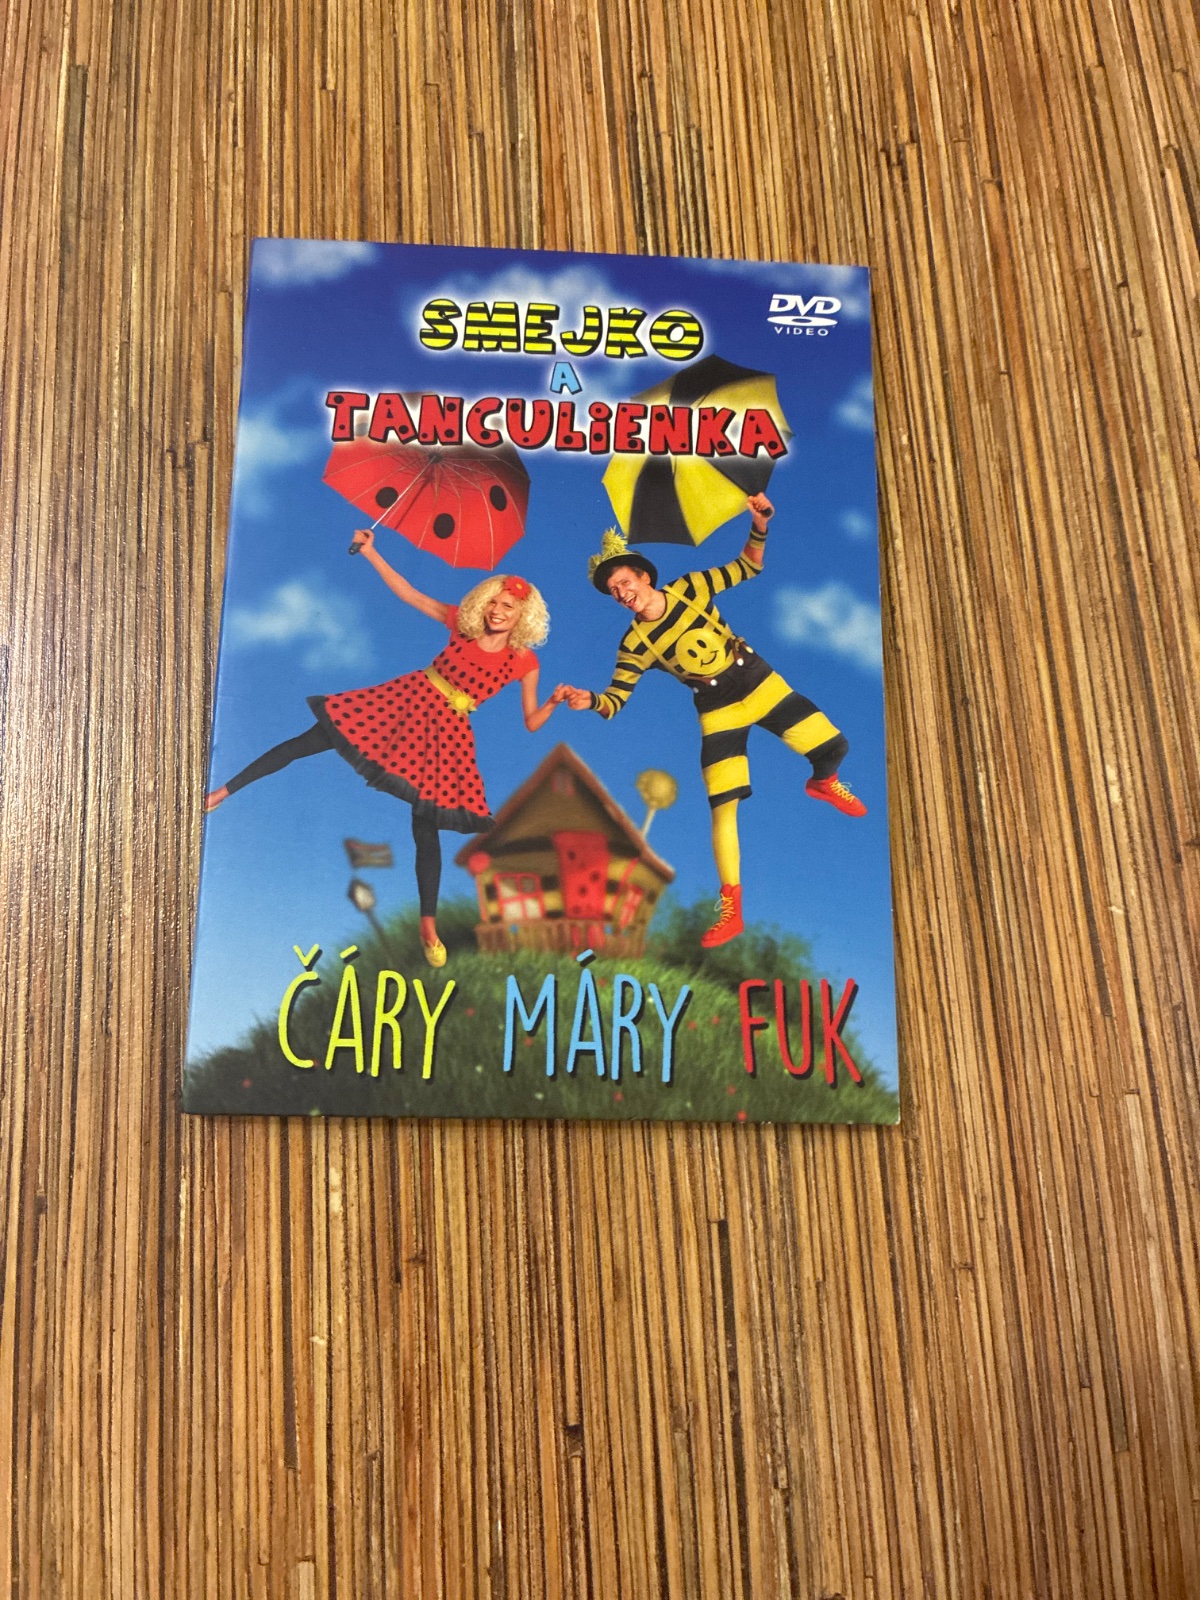 SMEJKO
DVD
VIDEO
A
TANCULiENKA
ČÁRY MÁRY FUK